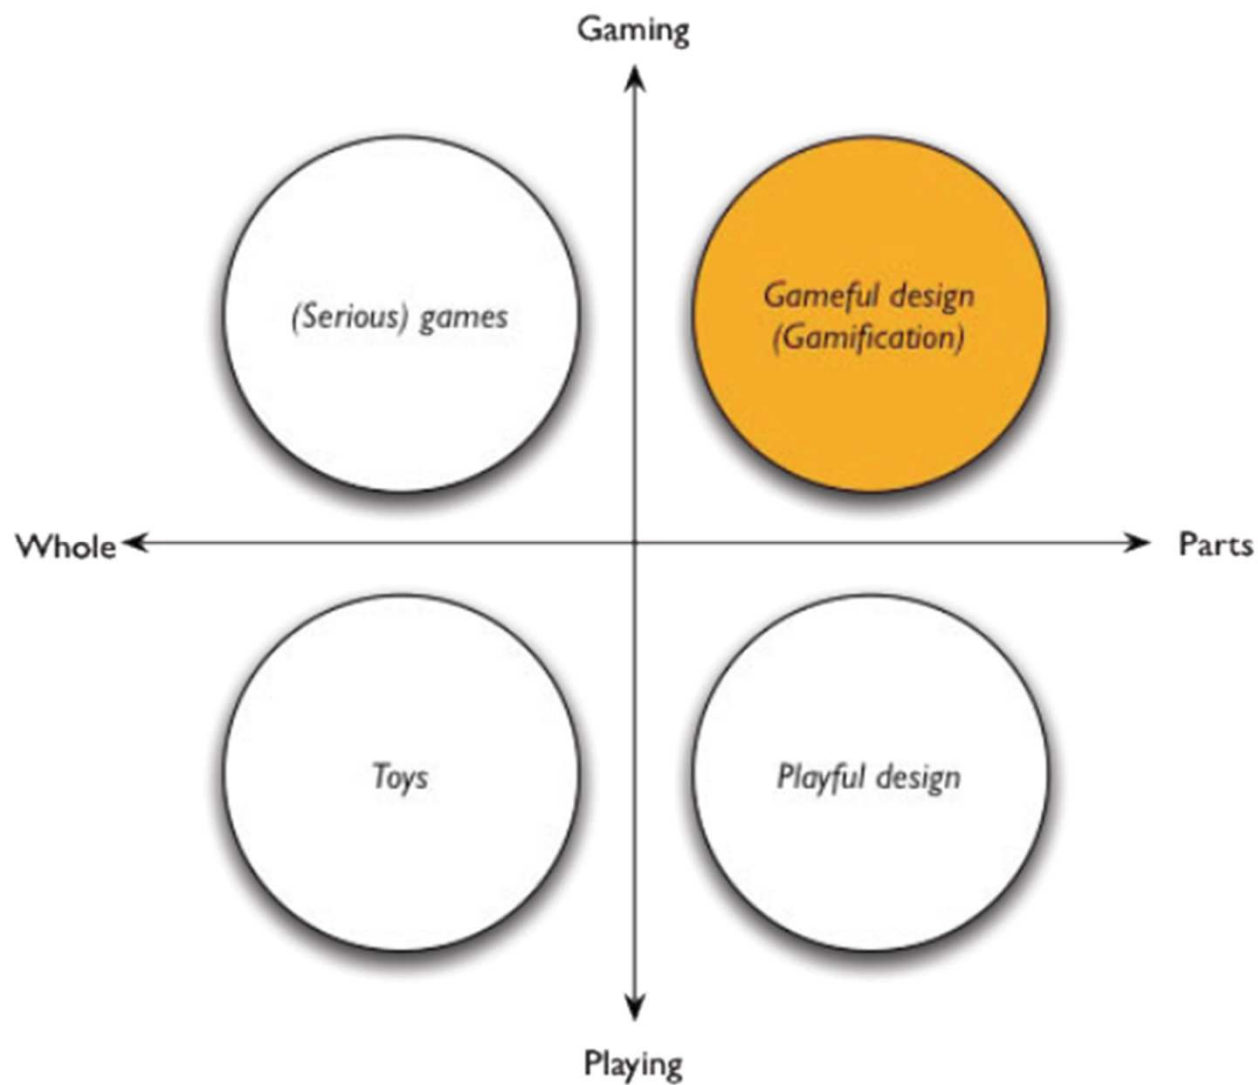 Gaming
(Serious) games
Gameful design
(Gamification)
Whole
Parts
Toys
Playful design
Playing